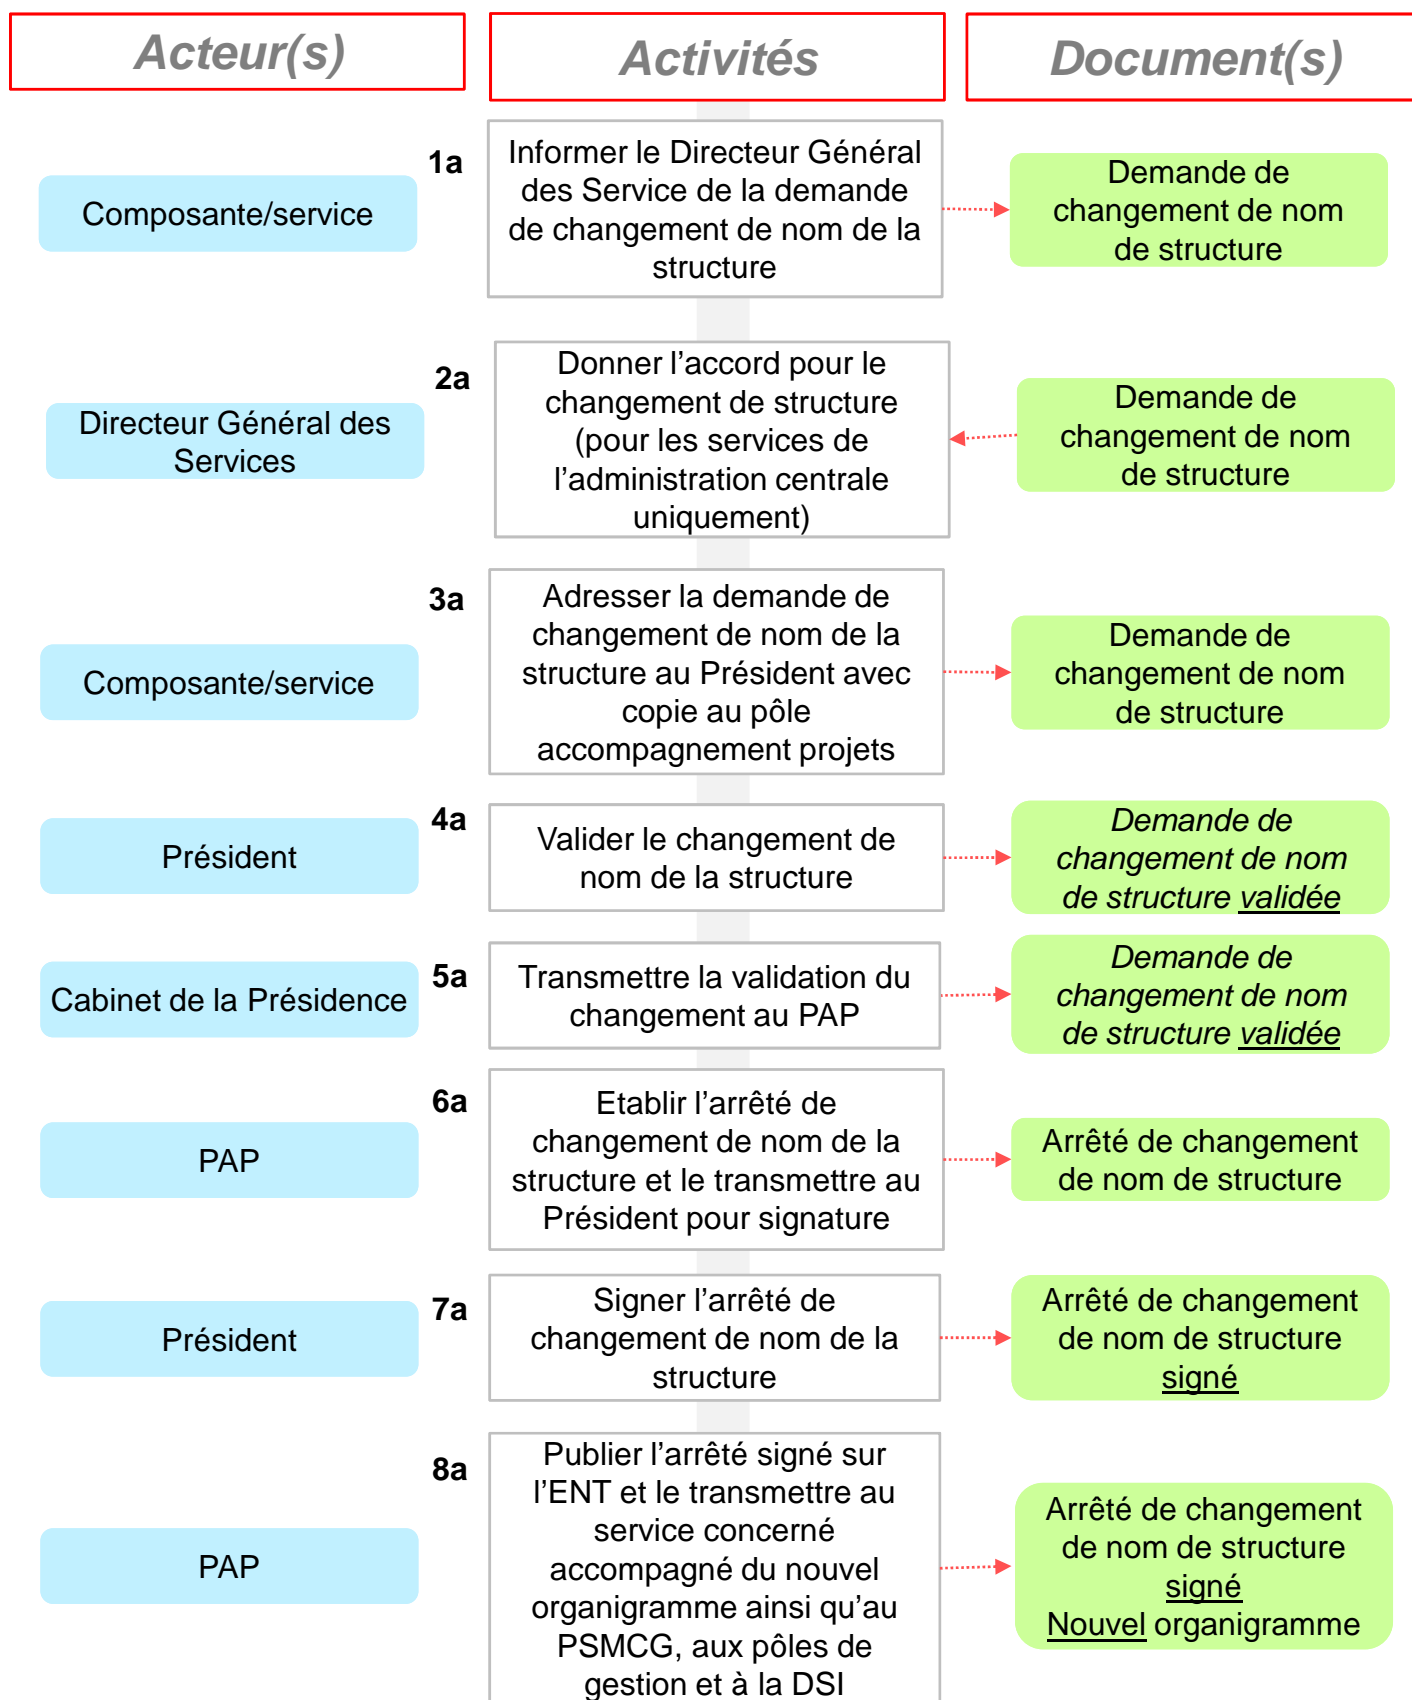 Acteur(s)
Activités
Document(s)
1a
Composante/service
Informer le Directeur Général
des Service de la demande
de changement de nom de la
structure
Demande de
changement de nom
de structure
2a
Directeur Général des
Services
Donner l’accord pour le
changement de structure
(pour les services de
l’administration centrale
uniquement)
Demande de
changement de nom
de structure
3a
Composante/service
Adresser la demande de
changement de nom de la
structure au Président avec
copie au pôle
accompagnement projets
Demande de
changement de nom
de structure
4a
Président
Valider le changement de
nom de la structure
Demande de
changement de nom
de structure validée
5a
Cabinet de la Présidence
Transmettre la validation du
changement au PAP
Demande de
changement de nom
de structure validée
6a
PAP
Etablir l’arrêté de
changement de nom de la
structure et le transmettre au
Président pour signature
Arrêté de changement
de nom de structure
7a
Président
Signer l’arrêté de
changement de nom de la
structure
Arrêté de changement
de nom de structure
signé
8a
PAP
Publier l’arrêté signé sur
l’ENT et le transmettre au
service concerné
accompagné du nouvel
organigramme ainsi qu’au
PSMCG, aux pôles de
gestion et à la DSI
Arrêté de changement
de nom de structure
signé
Nouvel organigramme